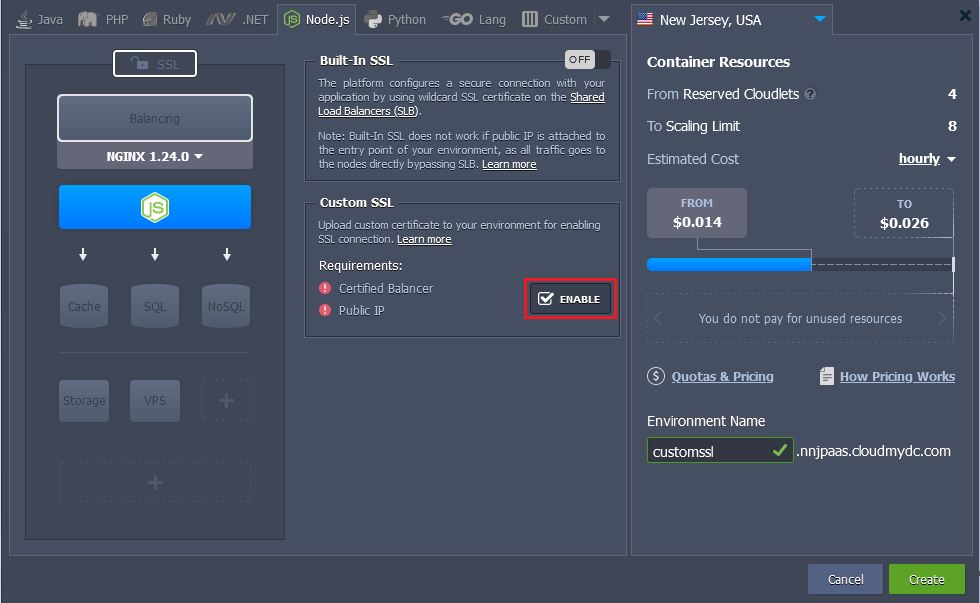 Java PHP Ruby .NET Node.js Python Lang Custom
SSL
Balancing
NGINX 1.24.0
JS
Cache SQL NoSQL
Storage VPS
Built-In SSL OFF
The platform configures a secure connection with your
application by using wildcard SSL certificate on the Shared
Load Balancers (SLB).
Note: Built-In SSL does not work if public IP is attached to
the entry point of your environment, as all traffic goes to
the nodes directly bypassing SLB. Learn more
Custom SSL
Upload custom certificate to your environment for enabling
SSL connection. Learn more
Requirements:
Certified Balancer
Public IP
ENABLE
New Jersey, USA
Container Resources
From Reserved Cloudlets ? 4
To Scaling Limit 8
Estimated Cost hourly
FROM
$0.014
TO
$0.026
You do not pay for unused resources
$ Quotas & Pricing How Pricing Works
Environment Name
customssl .nnjpaas.cloudmydc.com
Cancel Create